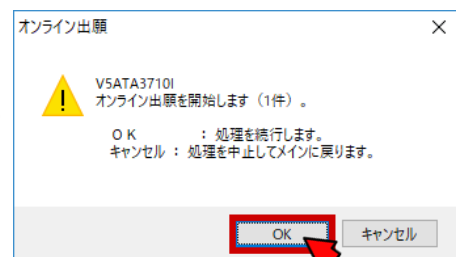 オンライン出願
V5ATA3710I
オンライン出願を開始します（1件）。
ＯＫ　　　： 処理を続行します。
キャンセル： 処理を中止してメインに戻ります。
OK　キャンセル